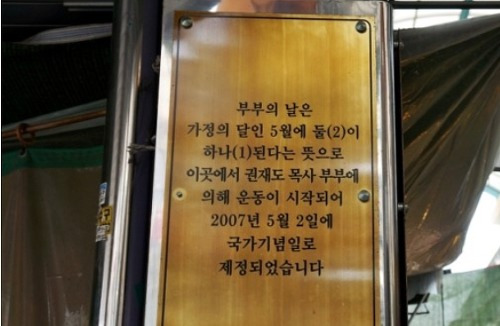 부부의 날은
가정의 달인 5월에 둘(2)이
하나(1)된다는 뜻으로
이곳에서 권재도 목사 부부에
의해 운동이 시작되어
2007년 5월 2일에
국가기념일로
제정되었습니다